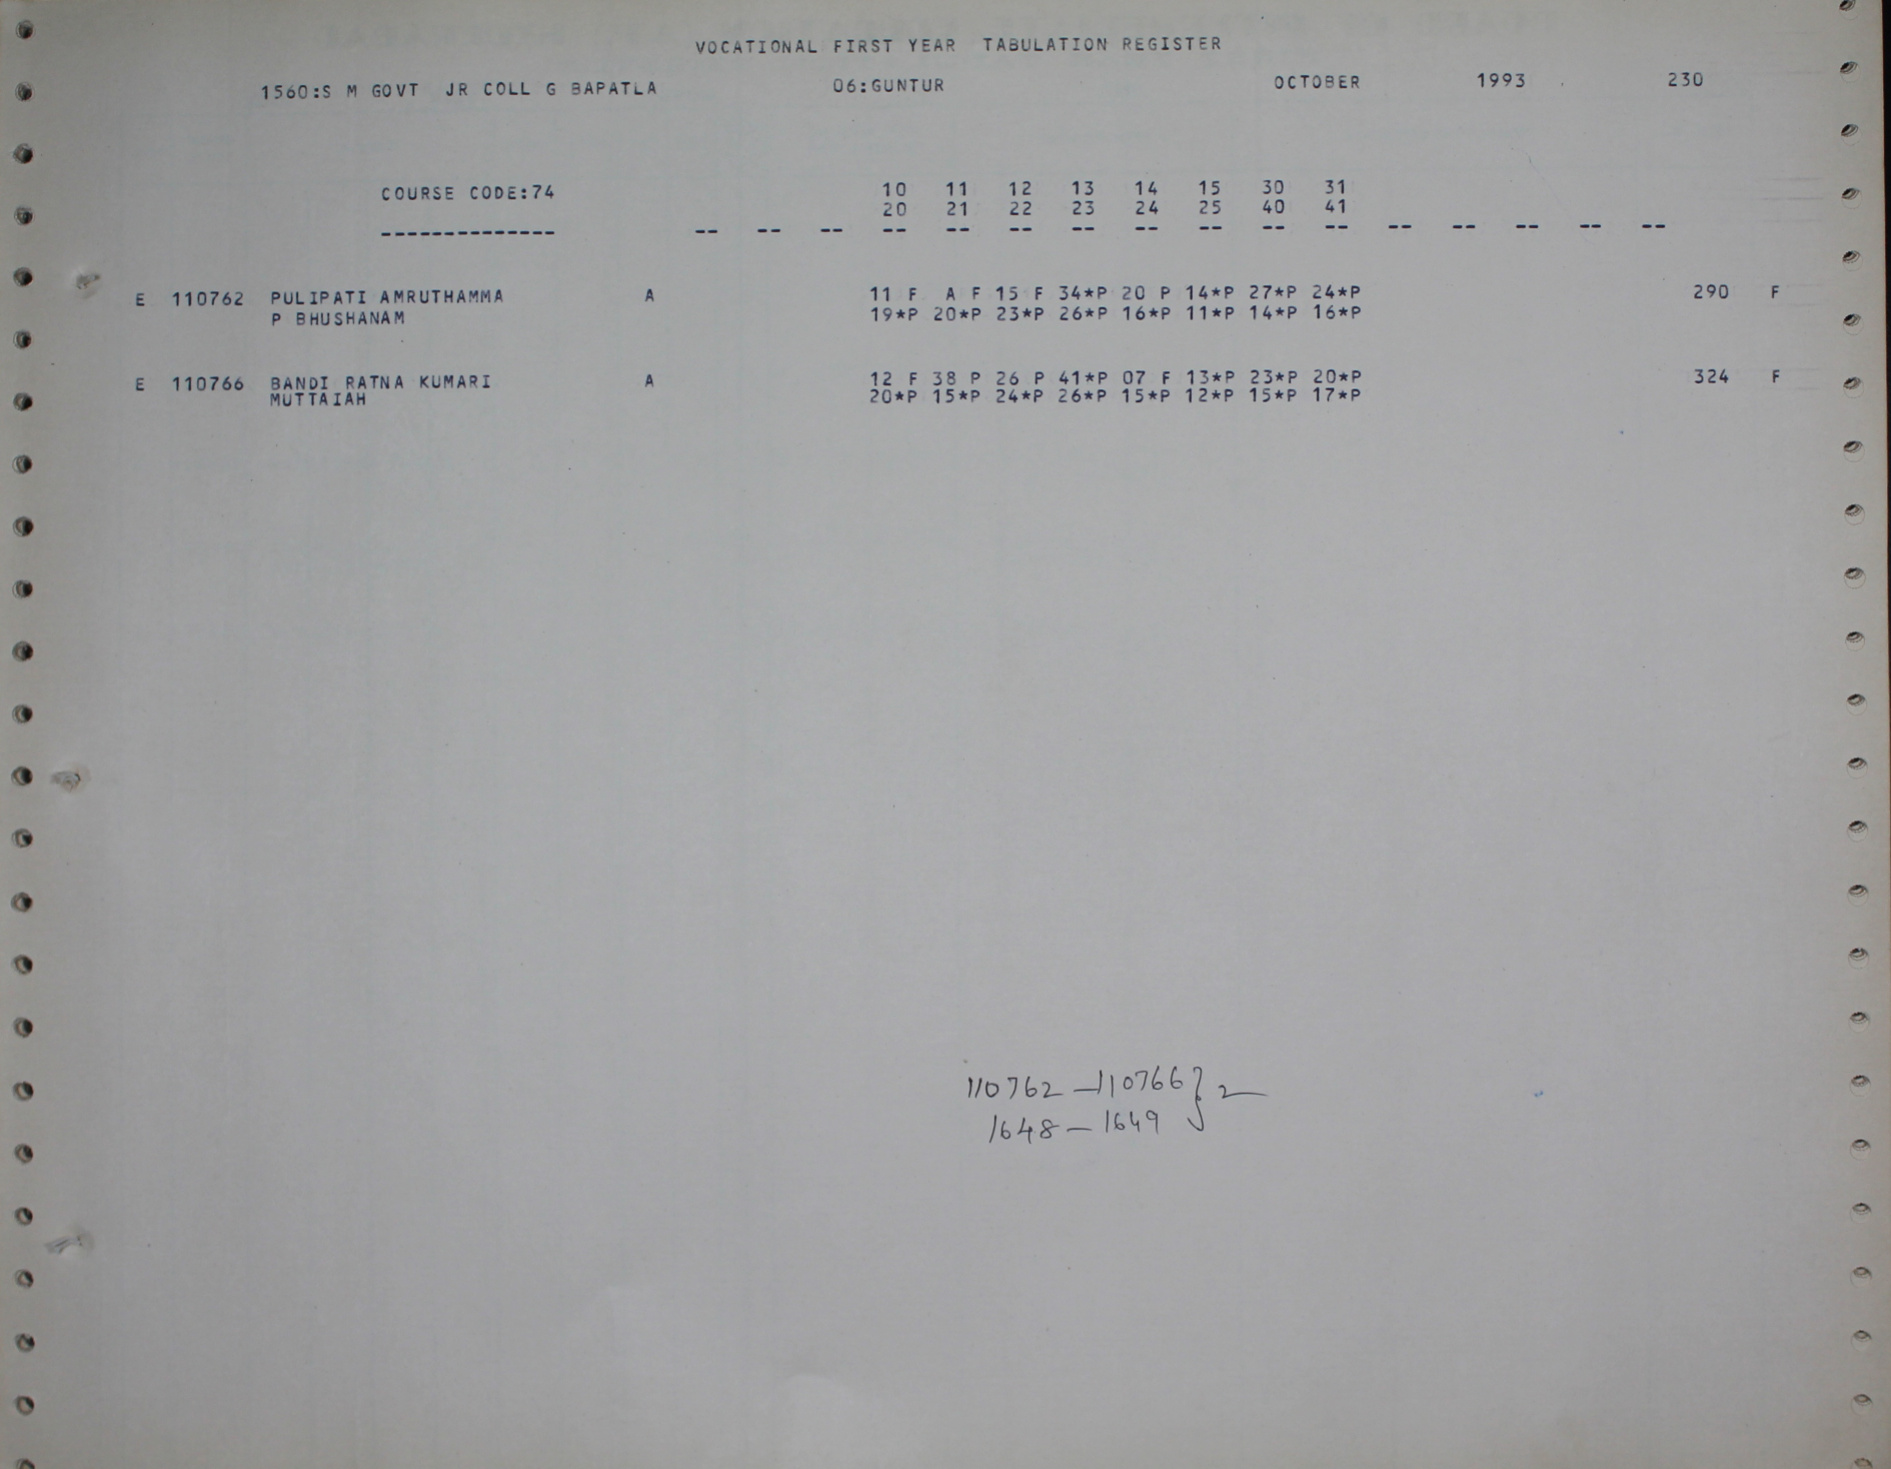 VOCATIONAL FIRST YEAR TABULATION REGISTER
1560:S M GOVT JR COLL G BAPATLA 06:GUNTUR OCTOBER 1993 230
COURSE CODE:74 10 11 12 13 14 15 30 31
20 21 22 23 24 25 40 41
-------------- -- -- -- -- -- -- -- -- -- -- -- -- -- -- -- --
E 110762 PULIPATI AMRUTHAMMA A 11 F A F 15 F 34*P 20 P 14*P 27*P 24*P 290 F
P BHUSHANAM 19*P 20*P 23*P 26*P 16*P 11*P 14*P 16*P
E 110766 BANDI RATNA KUMARI A 12 F 38 P 26 P 41*P 07 F 13*P 23*P 20*P 324 F
MUTTAIAH 20*P 15*P 24*P 26*P 15*P 12*P 15*P 17*P
110762 — 110766 } 2
1648 — 1649